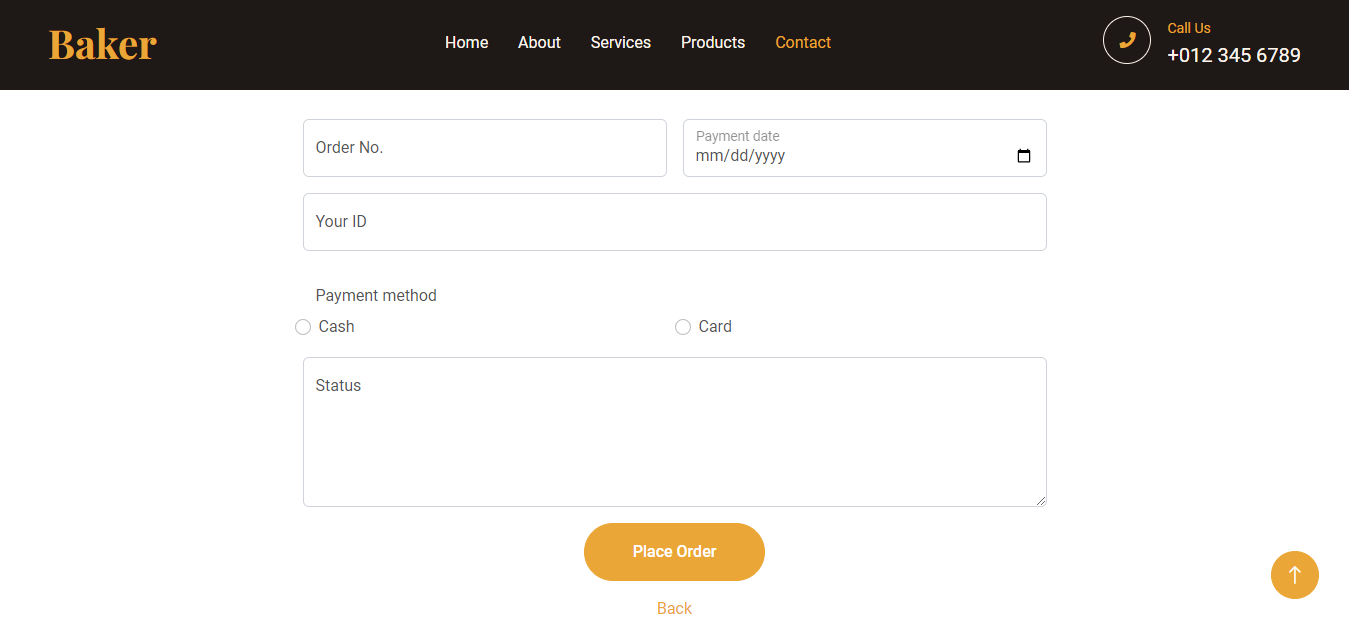 Baker
Home About Services Products Contact
Call Us
+012 345 6789
Order No.
Payment date
mm/dd/yyyy
Your ID
Payment method
Cash Card
Status
Place Order
Back